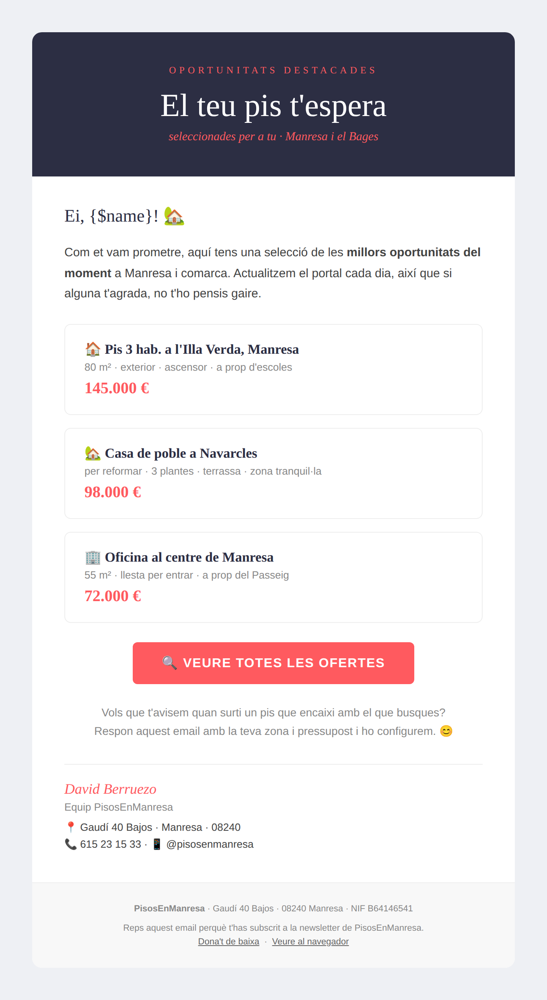 OPORTUNITATS DESTACADES
El teu pis t'espera
seleccionades per a tu · Manresa i el Bages
Ei, {$name}! 🏡
Com et vam prometre, aquí tens una selecció de les millors oportunitats del
moment a Manresa i comarca. Actualitzem el portal cada dia, així que si
alguna t'agrada, no t'ho pensis gaire.
🏠 Pis 3 hab. a l'Illa Verda, Manresa
80 m² · exterior · ascensor · a prop d'escoles
145.000 €
🏡 Casa de poble a Navarcles
per reformar · 3 plantes · terrassa · zona tranquil·la
98.000 €
🏢 Oficina al centre de Manresa
55 m² · llesta per entrar · a prop del Passeig
72.000 €
🔍 VEURE TOTES LES OFERTES
Vols que t'avisem quan surti un pis que encaixi amb el que busques?
Respon aquest email amb la teva zona i pressupost i ho configurem. 😊
David Berruezo
Equip PisosEnManresa
📍 Gaudí 40 Bajos · Manresa · 08240
📞 615 23 15 33 · 📱 @pisosenmanresa
PisosEnManresa · Gaudí 40 Bajos · 08240 Manresa · NIF B64146541
Reps aquest email perquè t'has subscrit a la newsletter de PisosEnManresa.
Dona't de baixa · Veure al navegador